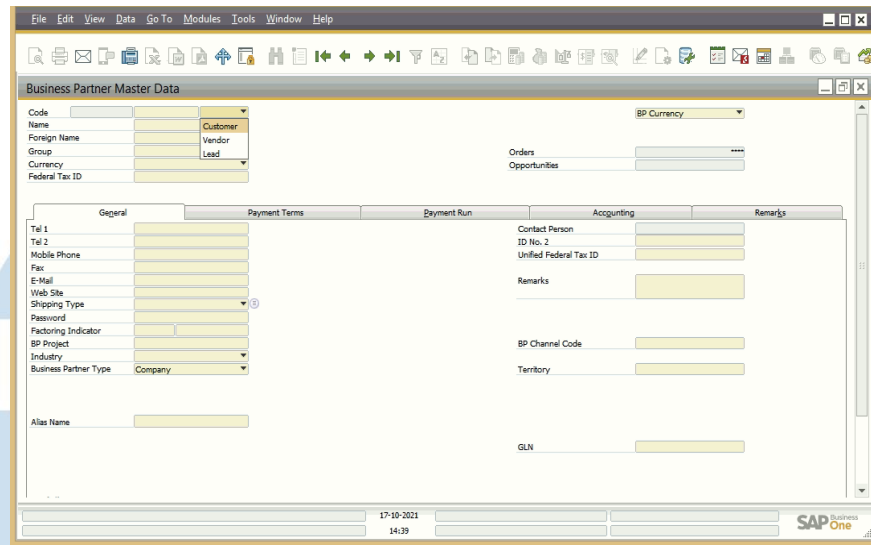 File Edit View Data Go To Modules Tools Window Help
Business Partner Master Data
Code
BP Currency
Name
Customer
Foreign Name
Vendor
Group
Lead
Orders
Currency
Opportunities
Federal Tax ID
General Payment Terms Payment Run Accounting Remarks
Tel 1
Contact Person
Tel 2
ID No. 2
Mobile Phone
Unified Federal Tax ID
Fax
E-Mail
Remarks
Web Site
Shipping Type
Password
Factoring Indicator
BP Project
BP Channel Code
Industry
Business Partner Type Company
Territory
Alias Name
GLN
17-10-2021
14:39
SAP Business One